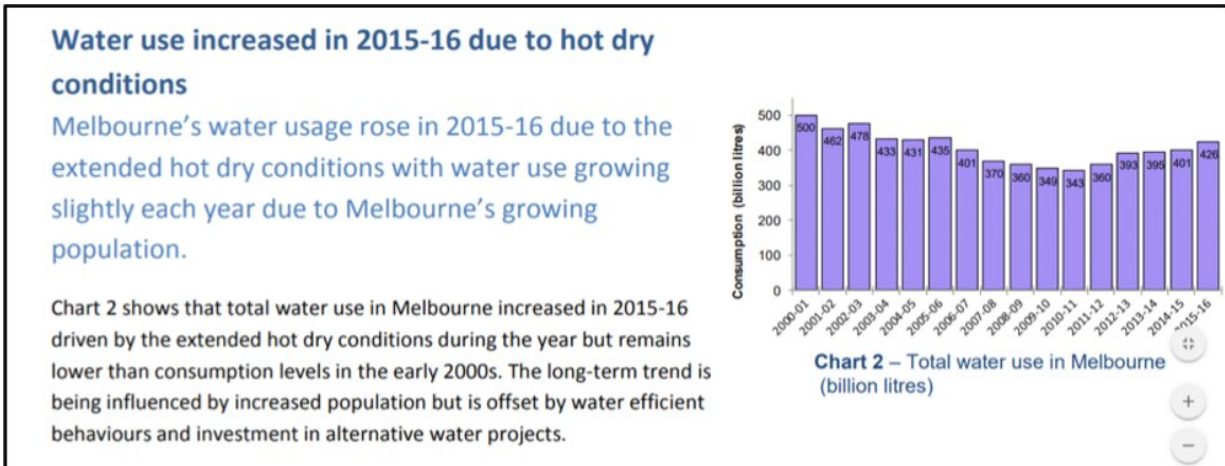 Water use increased in 2015-16 due to hot dry
conditions
Melbourne's water usage rose in 2015-16 due to the
extended hot dry conditions with water use growing
slightly each year due to Melbourne's growing
population.
Chart 2 shows that total water use in Melbourne increased in 2015-16
driven by the extended hot dry conditions during the year but remains
lower than consumption levels in the early 2000s. The long-term trend is
being influenced by increased population but is offset by water efficient
behaviours and investment in alternative water projects.
Consumption (billion litres)
500
400
300
200
100
0
500 462 478 433 431 435 401 370 360 349 343 360 393 395 401 426
2000-01 2001-02 2002-03 2003-04 2004-05 2005-06 2006-07 2007-08 2008-09 2009-10 2010-11 2011-12 2012-13 2013-14 2014-15 2015-16
Chart 2 – Total water use in Melbourne
(billion litres)
+
−